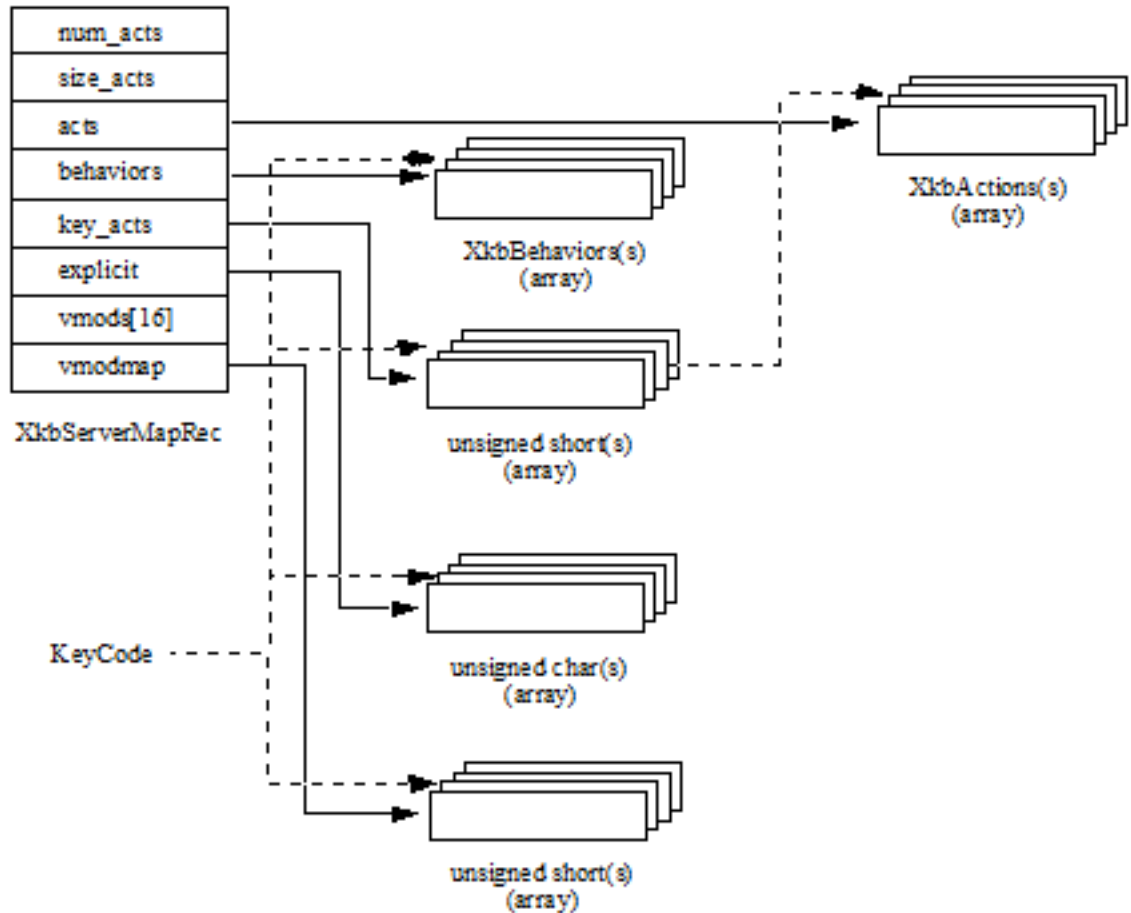 num_acts
size_acts
acts
behaviors
key_acts
explicit
vmods[16]
vmodmap
XkbServerMapRec
KeyCode
XkbBehaviors(s)
(array)
unsigned short(s)
(array)
unsigned char(s)
(array)
unsigned short(s)
(array)
XkbActions(s)
(array)